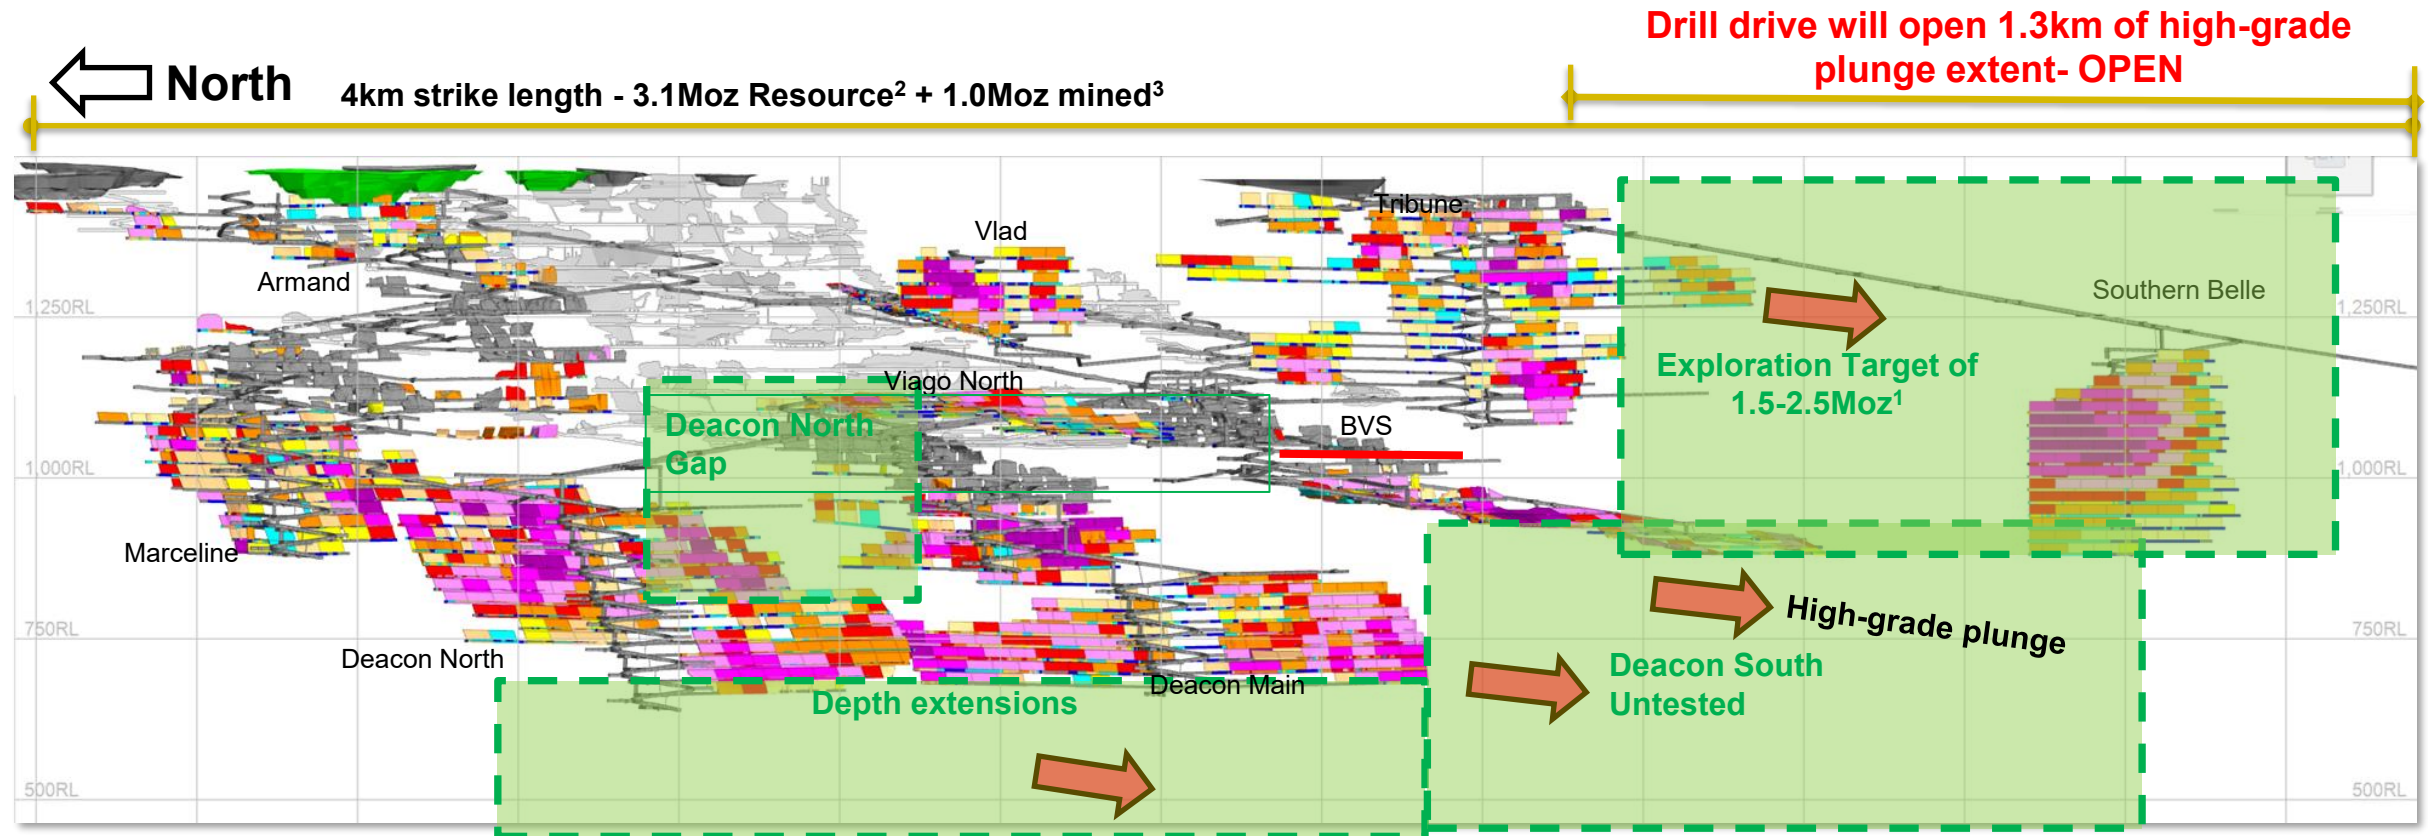 Drill drive will open 1.3km of high-grade
plunge extent- OPEN
North
4km strike length - 3.1Moz Resource² + 1.0Moz mined³
Tribune
Vlad
Armand
Southern Belle
1,250RL
1,250RL
Exploration Target of
1.5-2.5Moz¹
Viago North
Deacon North
Gap
BVS
1,000RL
1,000RL
Marceline
High-grade plunge
750RL
750RL
Deacon North
Deacon South
Untested
Deacon Main
Depth extensions
500RL
500RL